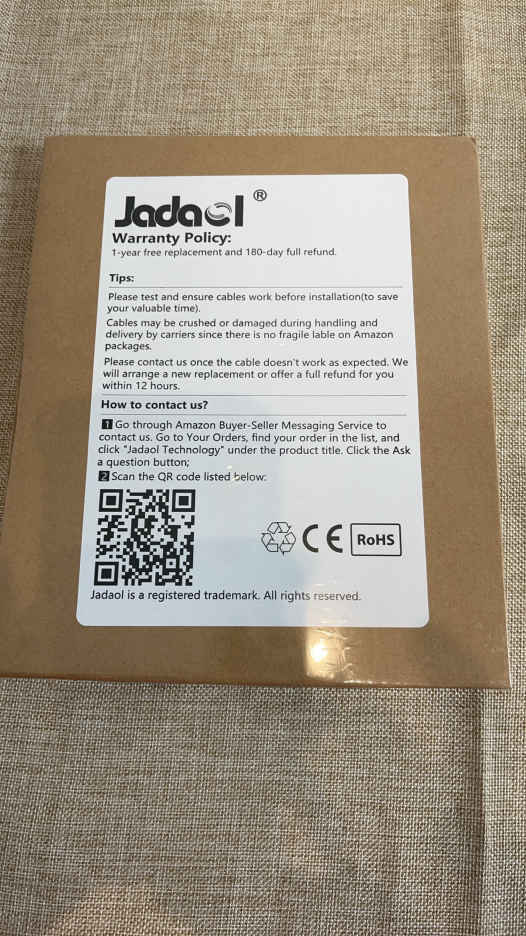 Jadaol ®
Warranty Policy:
1-year free replacement and 180-day full refund.
Tips:
Please test and ensure cables work before installation(to save
your valuable time).
Cables may be crushed or damaged during handling and
delivery by carriers since there is no fragile lable on Amazon
packages.
Please contact us once the cable doesn't work as expected. We
will arrange a new replacement or offer a full refund for you
within 12 hours.
How to contact us?
1 Go through Amazon Buyer-Seller Messaging Service to
contact us. Go to Your Orders, find your order in the list, and
click "Jadaol Technology" under the product title. Click the Ask
a question button;
2 Scan the QR code listed below:
CE RoHS
Jadaol is a registered trademark. All rights reserved.